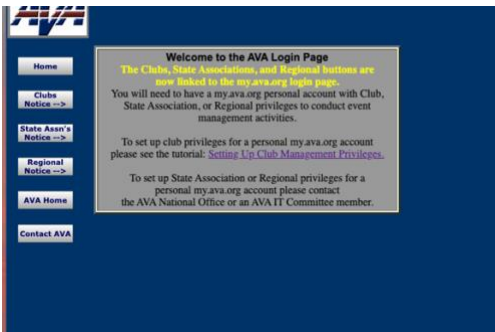 AVA
Home
Clubs
Notice -->
State Assn's
Notice -->
Regional
Notice -->
AVA Home
Contact AVA
Welcome to the AVA Login Page
The Clubs, State Associations, and Regional buttons are
now linked to the my.ava.org login page.
You will need to have a my.ava.org personal account with Club,
State Association, or Regional privileges to conduct event
management activities.
To set up club privileges for a personal my.ava.org account
please see the tutorial: Setting Up Club Management Privileges.
To set up State Association or Regional privileges for a
personal my.ava.org account please contact
the AVA National Office or an AVA IT Committee member.